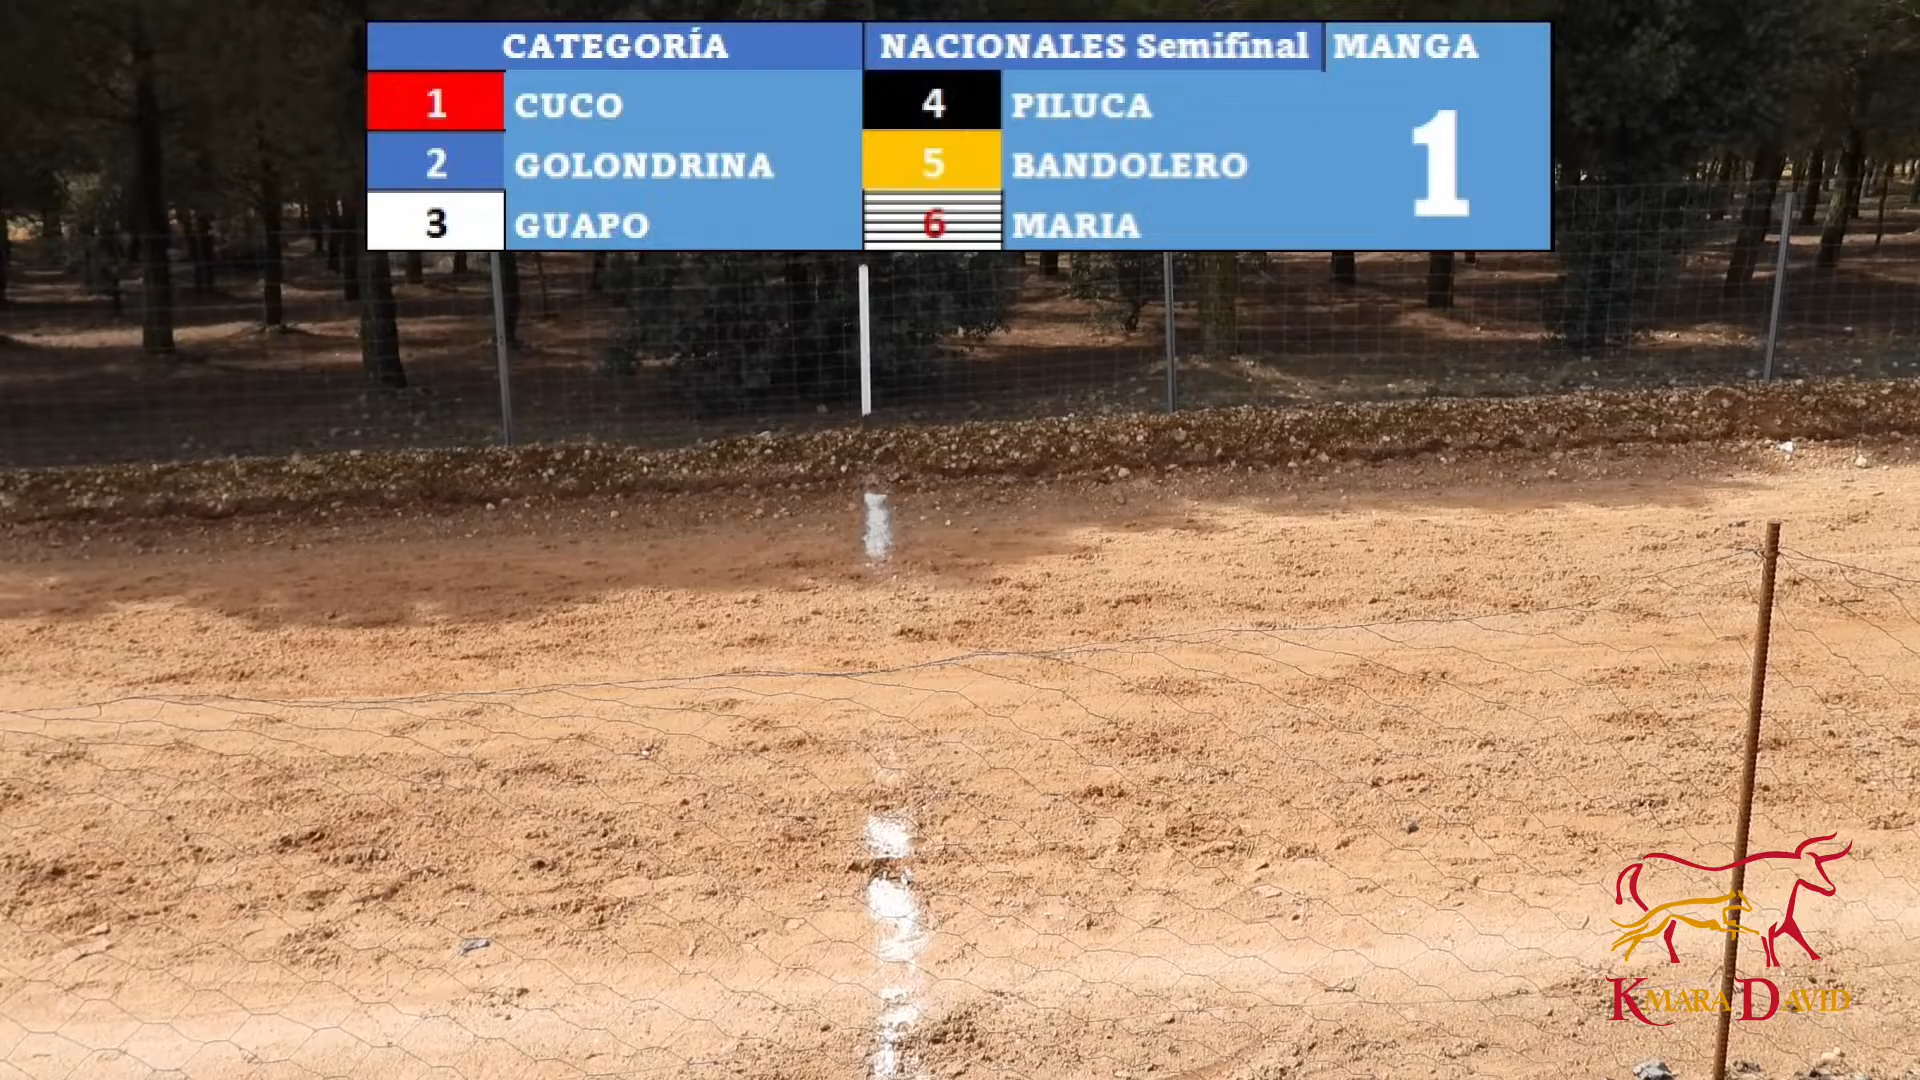 CATEGORÍA NACIONALES Semifinal MANGA
1 CUCO 4 PILUCA
2 GOLONDRINA 5 BANDOLERO
3 GUAPO 6 MARIA
1
KMARA DAVID